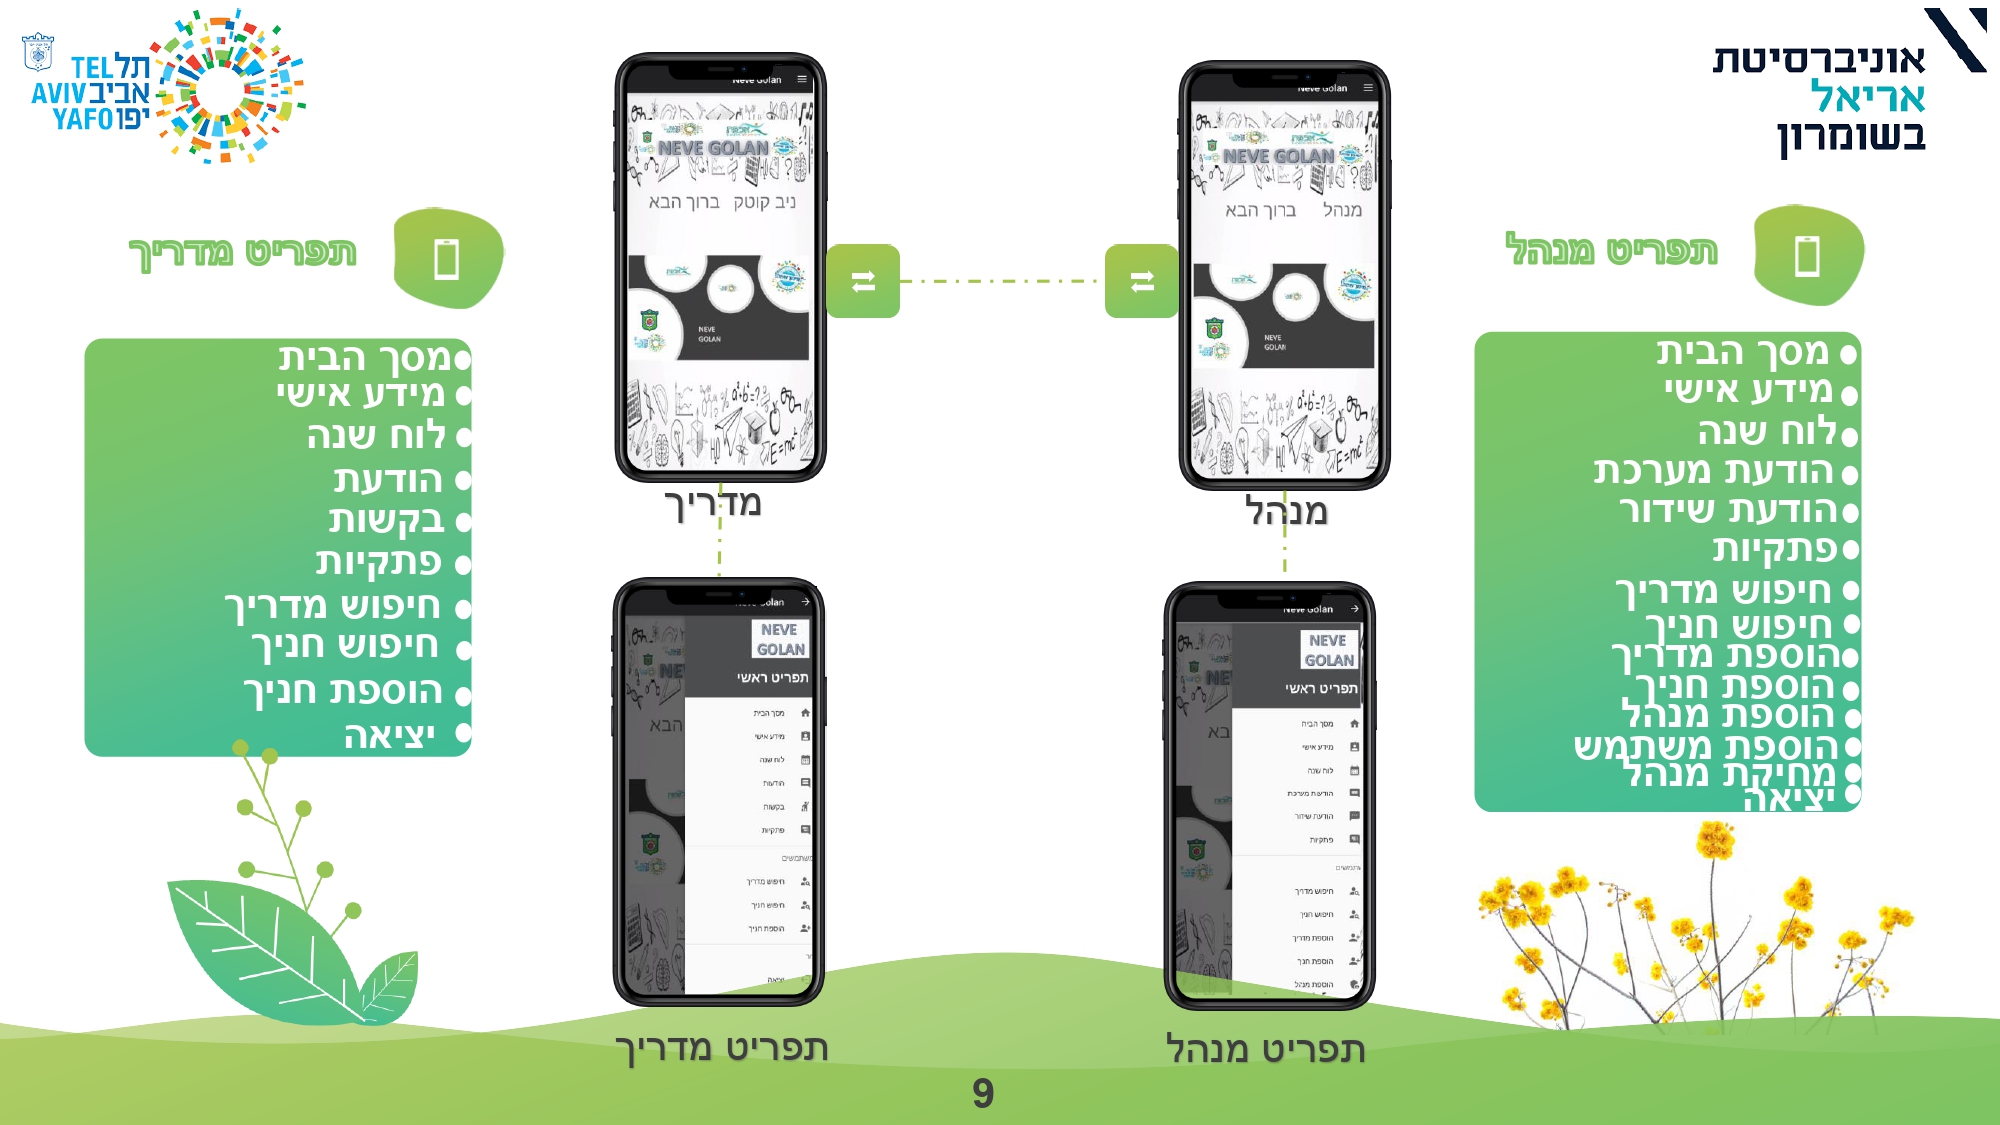 אוניברסיטת
אריאל
בשומרון
תל TEL
אביב AVIV
יפו YAFO
תפריט מנהל
מסך הבית
מידע אישי
לוח שנה
הודעת מערכת
הודעת שידור
פתקיות
חיפוש מדריך
חיפוש חניך
הוספת מדריך
הוספת חניך
הוספת מנהל
הוספת משתמש
מחיקת מנהל
יציאה
Neve Golan
NEVE GOLAN
מנהל ברוך הבא
NEVE
GOLAN
מנהל
Neve Golan
NEVE
GOLAN
תפריט ראשי
מסך הבית
מידע אישי
לוח שנה
הודעות מערכת
הודעת שידור
פתקיות
חיפוש מדריך
חיפוש חניך
הוספת מדריך
הוספת חניך
הוספת מנהל
תפריט מנהל
Neve Golan
NEVE GOLAN
ניב קוטק ברוך הבא
NEVE
GOLAN
מדריך
Golan
NEVE
GOLAN
תפריט ראשי
הבא
מסך הבית
מידע אישי
לוח שנה
הודעות
בקשות
פתקיות
משתמשים
חיפוש מדריך
חיפוש חניך
הוספת חניך
יציאה
תפריט מדריך
תפריט מדריך
מסך הבית
מידע אישי
לוח שנה
הודעת
בקשות
פתקיות
חיפוש מדריך
חיפוש חניך
הוספת חניך
יציאה
9